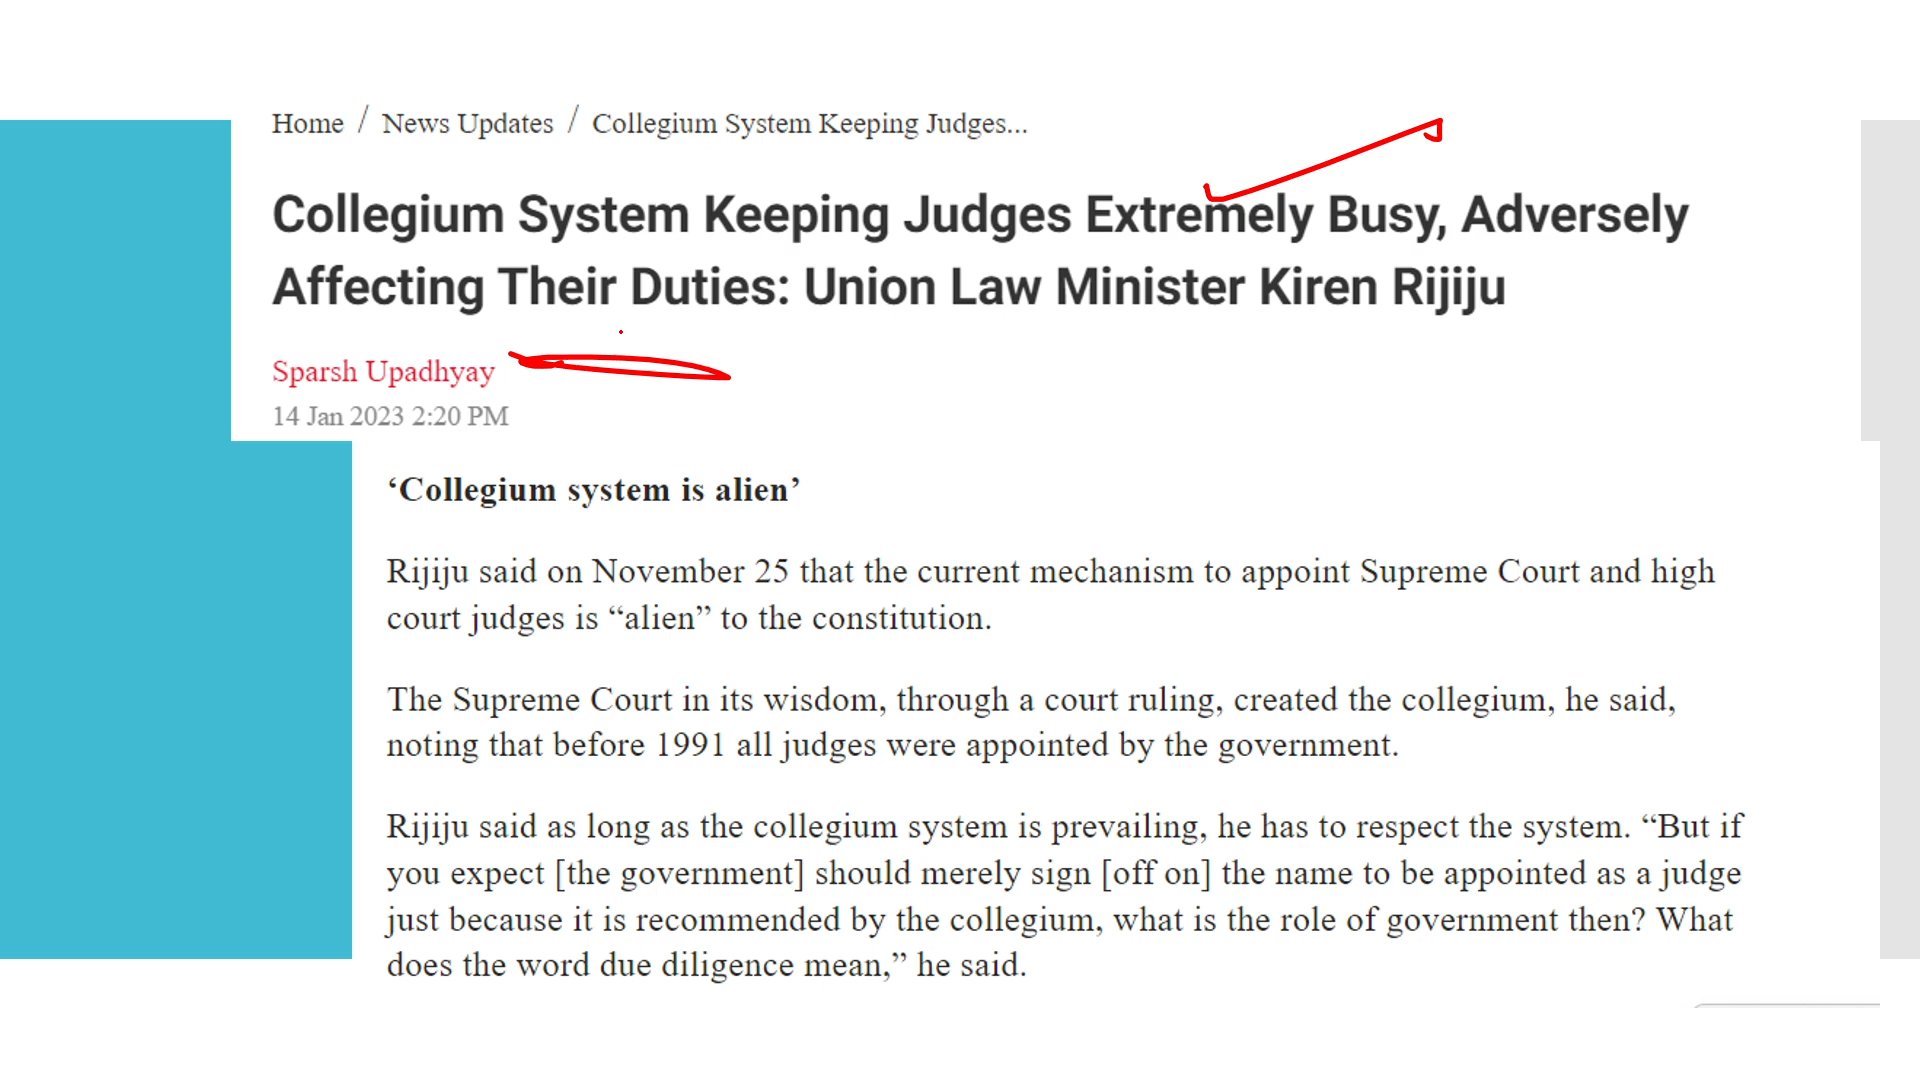 Home / News Updates / Collegium System Keeping Judges...
Collegium System Keeping Judges Extremely Busy, Adversely
Affecting Their Duties: Union Law Minister Kiren Rijiju
Sparsh Upadhyay
14 Jan 2023 2:20 PM
‘Collegium system is alien’
Rijiju said on November 25 that the current mechanism to appoint Supreme Court and high
court judges is “alien” to the constitution.
The Supreme Court in its wisdom, through a court ruling, created the collegium, he said,
noting that before 1991 all judges were appointed by the government.
Rijiju said as long as the collegium system is prevailing, he has to respect the system. “But if
you expect [the government] should merely sign [off on] the name to be appointed as a judge
just because it is recommended by the collegium, what is the role of government then? What
does the word due diligence mean,” he said.